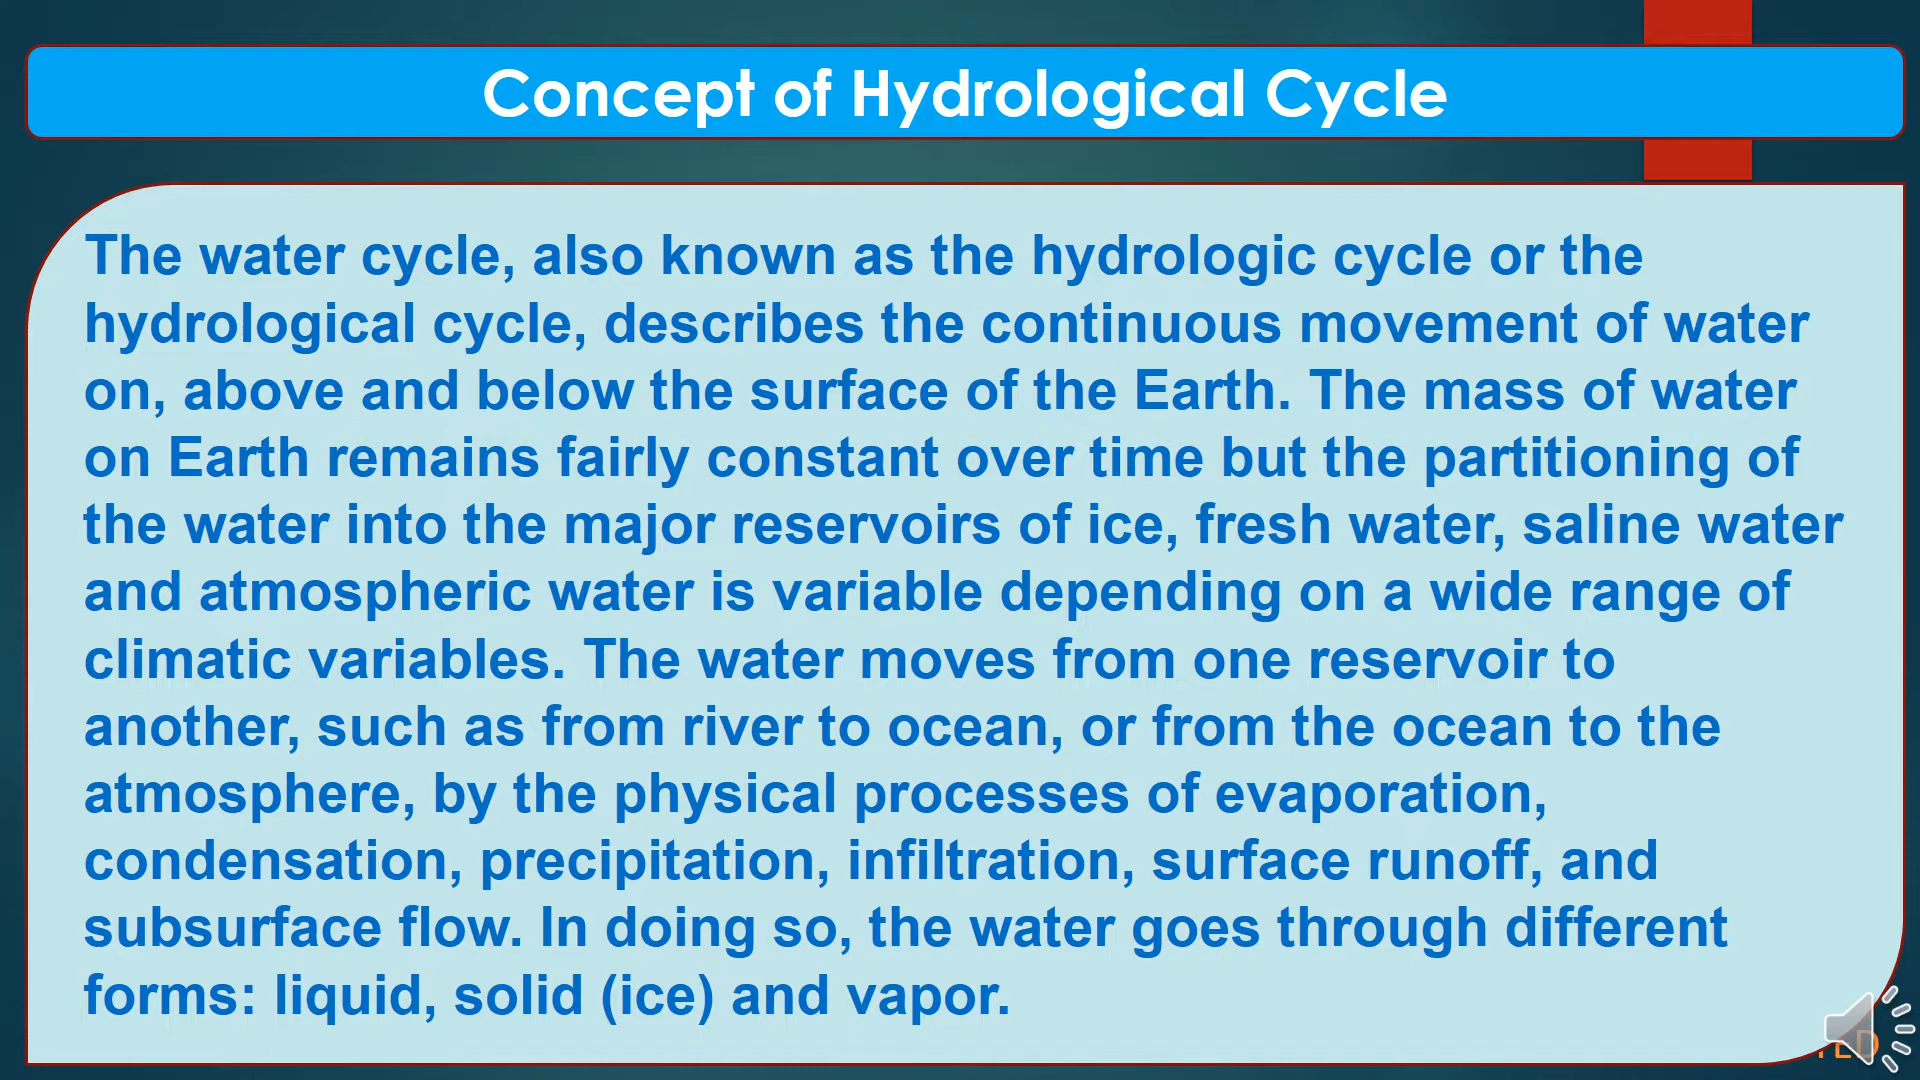 Concept of Hydrological Cycle
The water cycle, also known as the hydrologic cycle or the
hydrological cycle, describes the continuous movement of water
on, above and below the surface of the Earth. The mass of water
on Earth remains fairly constant over time but the partitioning of
the water into the major reservoirs of ice, fresh water, saline water
and atmospheric water is variable depending on a wide range of
climatic variables. The water moves from one reservoir to
another, such as from river to ocean, or from the ocean to the
atmosphere, by the physical processes of evaporation,
condensation, precipitation, infiltration, surface runoff, and
subsurface flow. In doing so, the water goes through different
forms: liquid, solid (ice) and vapor.